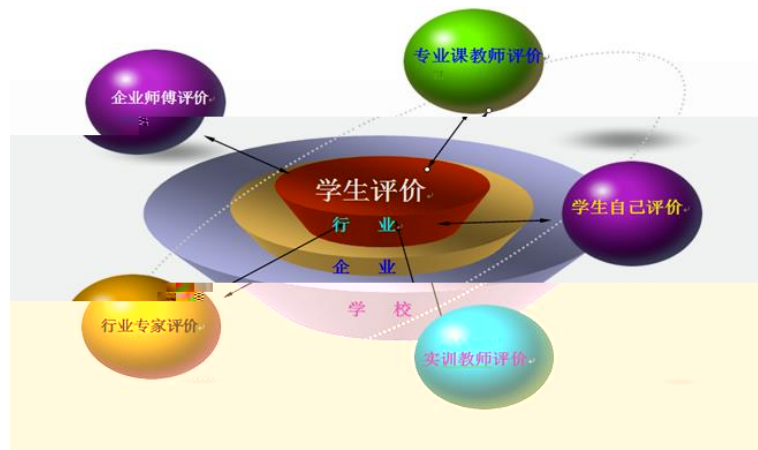 专业课教师评价
企业师傅评价
学生评价
学生自己评价
行 业
企 业
学 校
行业专家评价
实训教师评价